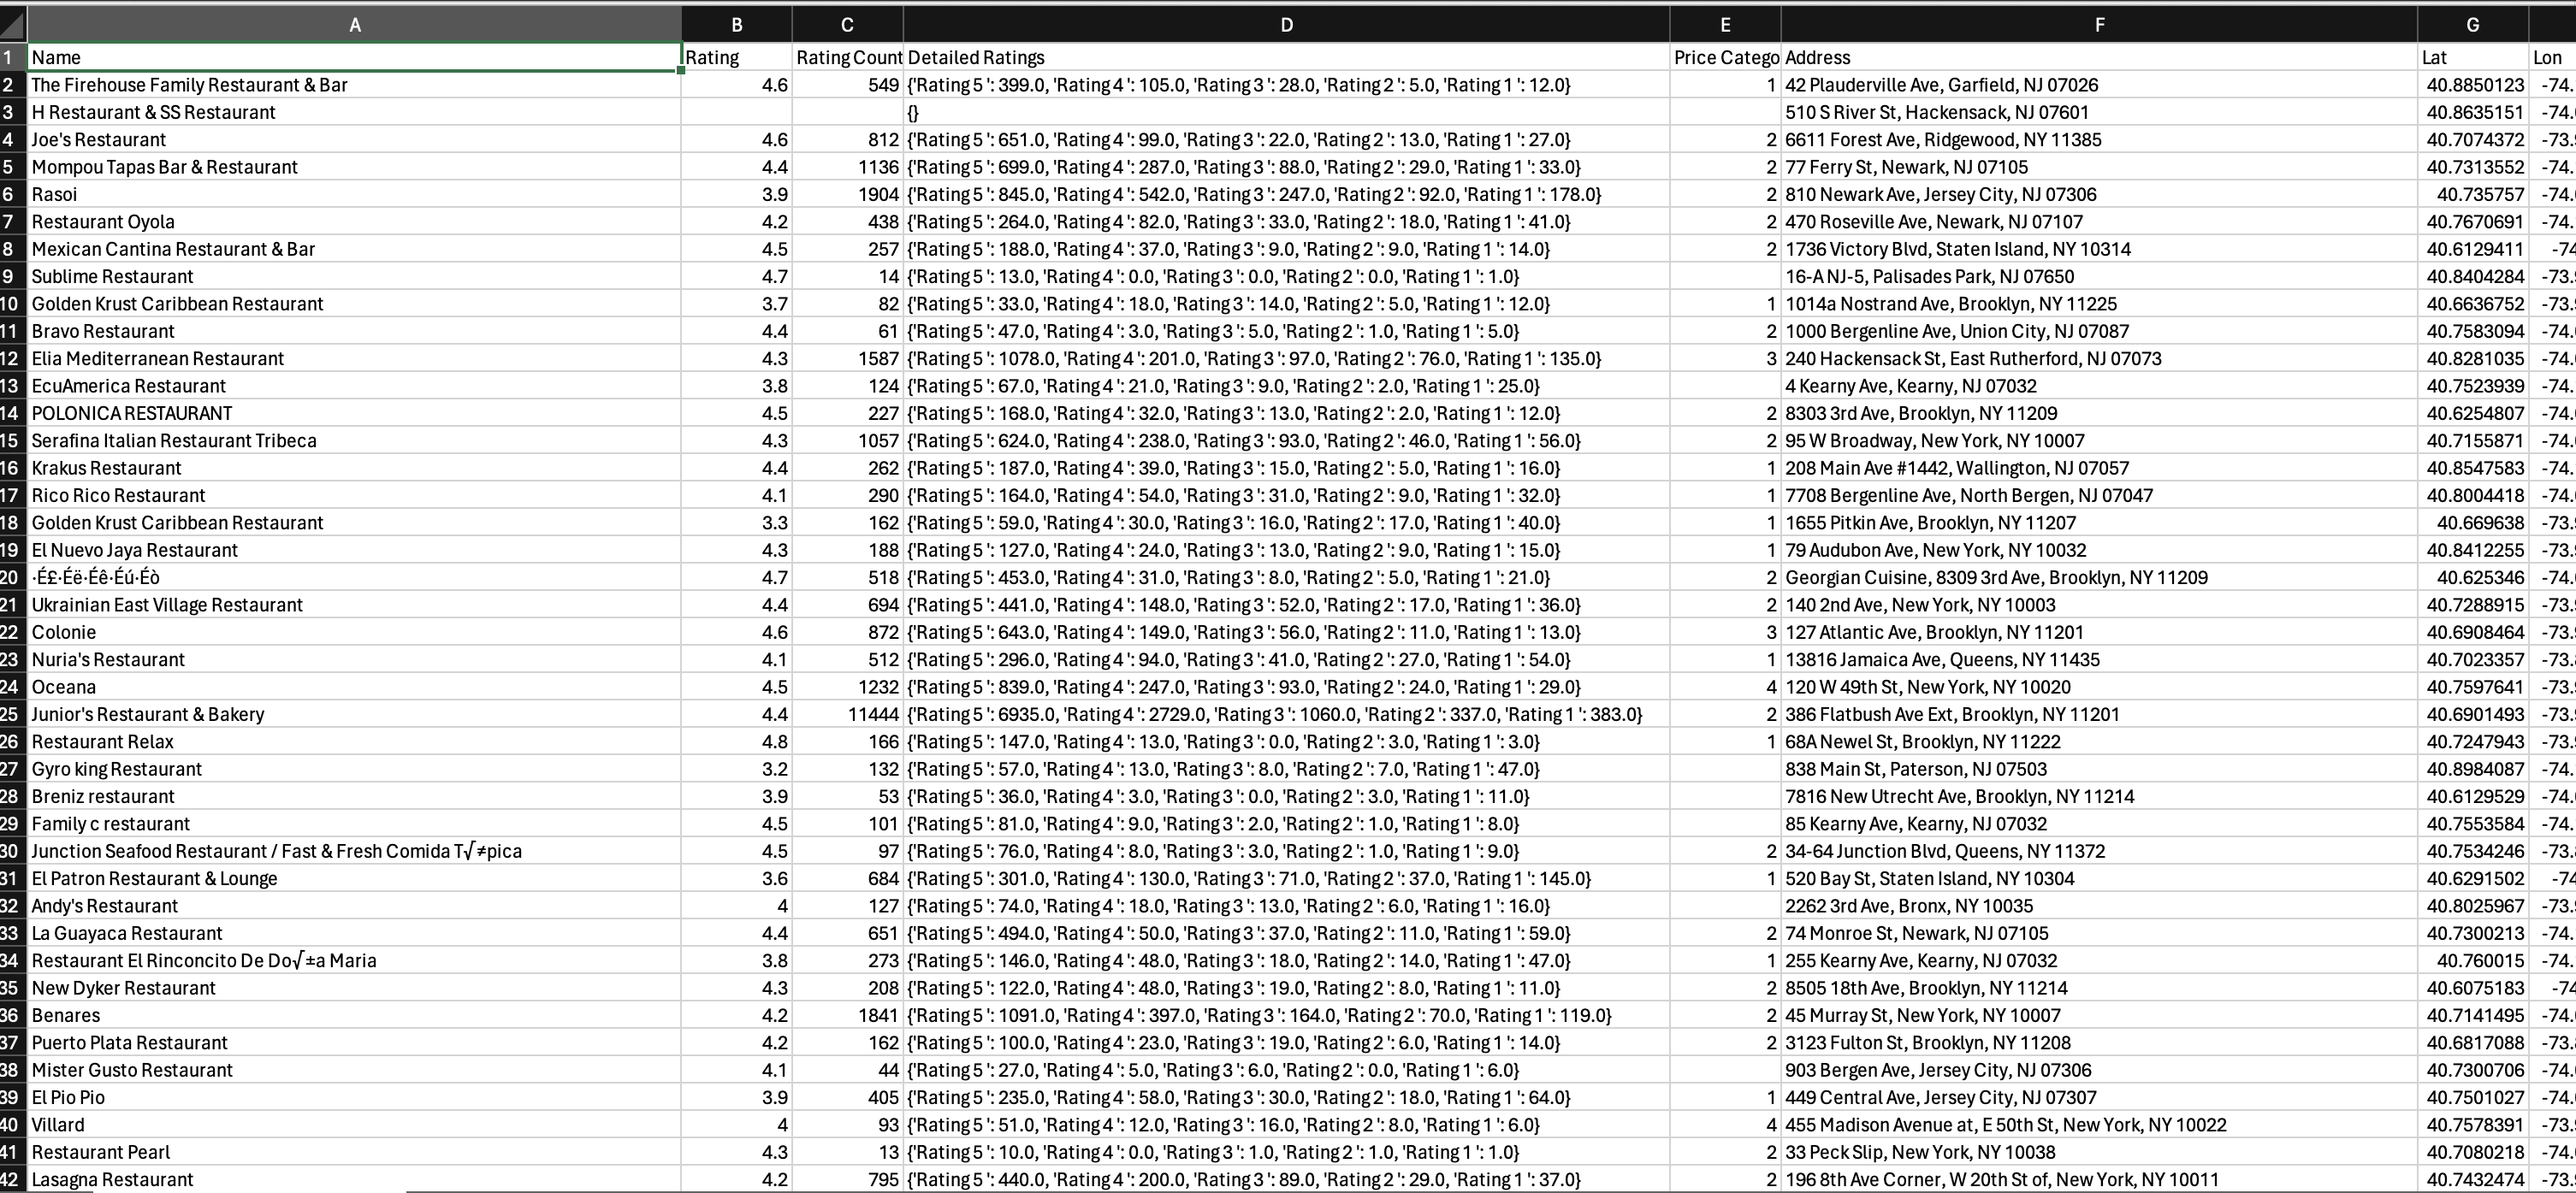 A B C D E F G
1 Name Rating Rating Count Detailed Ratings Price Catego Address Lat Lon
2 The Firehouse Family Restaurant & Bar 4.6 549 {'Rating 5 ': 399.0, 'Rating 4 ': 105.0, 'Rating 3 ': 28.0, 'Rating 2 ': 5.0, 'Rating 1 ': 12.0} 1 42 Plauderville Ave, Garfield, NJ 07026 40.8850123 -74.
3 H Restaurant & SS Restaurant {} 510 S River St, Hackensack, NJ 07601 40.8635151 -74.
4 Joe's Restaurant 4.6 812 {'Rating 5 ': 651.0, 'Rating 4 ': 99.0, 'Rating 3 ': 22.0, 'Rating 2 ': 13.0, 'Rating 1 ': 27.0} 2 6611 Forest Ave, Ridgewood, NY 11385 40.7074372 -73.
5 Mompou Tapas Bar & Restaurant 4.4 1136 {'Rating 5 ': 699.0, 'Rating 4 ': 287.0, 'Rating 3 ': 88.0, 'Rating 2 ': 29.0, 'Rating 1 ': 33.0} 2 77 Ferry St, Newark, NJ 07105 40.7313552 -74.
6 Rasoi 3.9 1904 {'Rating 5 ': 845.0, 'Rating 4 ': 542.0, 'Rating 3 ': 247.0, 'Rating 2 ': 92.0, 'Rating 1 ': 178.0} 2 810 Newark Ave, Jersey City, NJ 07306 40.735757 -74.
7 Restaurant Oyola 4.2 438 {'Rating 5 ': 264.0, 'Rating 4 ': 82.0, 'Rating 3 ': 33.0, 'Rating 2 ': 18.0, 'Rating 1 ': 41.0} 2 470 Roseville Ave, Newark, NJ 07107 40.7670691 -74.
8 Mexican Cantina Restaurant & Bar 4.5 257 {'Rating 5 ': 188.0, 'Rating 4 ': 37.0, 'Rating 3 ': 9.0, 'Rating 2 ': 9.0, 'Rating 1 ': 14.0} 2 1736 Victory Blvd, Staten Island, NY 10314 40.6129411 -74
9 Sublime Restaurant 4.7 14 {'Rating 5 ': 13.0, 'Rating 4 ': 0.0, 'Rating 3 ': 0.0, 'Rating 2 ': 0.0, 'Rating 1 ': 1.0} 16-A NJ-5, Palisades Park, NJ 07650 40.8404284 -73.
10 Golden Krust Caribbean Restaurant 3.7 82 {'Rating 5 ': 33.0, 'Rating 4 ': 18.0, 'Rating 3 ': 14.0, 'Rating 2 ': 5.0, 'Rating 1 ': 12.0} 1 1014a Nostrand Ave, Brooklyn, NY 11225 40.6636752 -73.
11 Bravo Restaurant 4.4 61 {'Rating 5 ': 47.0, 'Rating 4 ': 3.0, 'Rating 3 ': 5.0, 'Rating 2 ': 1.0, 'Rating 1 ': 5.0} 2 1000 Bergenline Ave, Union City, NJ 07087 40.7583094 -74.
12 Elia Mediterranean Restaurant 4.3 1587 {'Rating 5 ': 1078.0, 'Rating 4 ': 201.0, 'Rating 3 ': 97.0, 'Rating 2 ': 76.0, 'Rating 1 ': 135.0} 3 240 Hackensack St, East Rutherford, NJ 07073 40.8281035 -74.
13 EcuAmerica Restaurant 3.8 124 {'Rating 5 ': 67.0, 'Rating 4 ': 21.0, 'Rating 3 ': 9.0, 'Rating 2 ': 2.0, 'Rating 1 ': 25.0} 4 Kearny Ave, Kearny, NJ 07032 40.7523939 -74.
14 POLONICA RESTAURANT 4.5 227 {'Rating 5 ': 168.0, 'Rating 4 ': 32.0, 'Rating 3 ': 13.0, 'Rating 2 ': 2.0, 'Rating 1 ': 12.0} 2 8303 3rd Ave, Brooklyn, NY 11209 40.6254807 -74.
15 Serafina Italian Restaurant Tribeca 4.3 1057 {'Rating 5 ': 624.0, 'Rating 4 ': 238.0, 'Rating 3 ': 93.0, 'Rating 2 ': 46.0, 'Rating 1 ': 56.0} 2 95 W Broadway, New York, NY 10007 40.7155871 -74.
16 Krakus Restaurant 4.4 262 {'Rating 5 ': 187.0, 'Rating 4 ': 39.0, 'Rating 3 ': 15.0, 'Rating 2 ': 5.0, 'Rating 1 ': 16.0} 1 208 Main Ave #1442, Wallington, NJ 07057 40.8547583 -74.
17 Rico Rico Restaurant 4.1 290 {'Rating 5 ': 164.0, 'Rating 4 ': 54.0, 'Rating 3 ': 31.0, 'Rating 2 ': 9.0, 'Rating 1 ': 32.0} 1 7708 Bergenline Ave, North Bergen, NJ 07047 40.8004418 -74.
18 Golden Krust Caribbean Restaurant 3.3 162 {'Rating 5 ': 59.0, 'Rating 4 ': 30.0, 'Rating 3 ': 16.0, 'Rating 2 ': 17.0, 'Rating 1 ': 40.0} 1 1655 Pitkin Ave, Brooklyn, NY 11207 40.669638 -73.
19 El Nuevo Jaya Restaurant 4.3 188 {'Rating 5 ': 127.0, 'Rating 4 ': 24.0, 'Rating 3 ': 13.0, 'Rating 2 ': 9.0, 'Rating 1 ': 15.0} 1 79 Audubon Ave, New York, NY 10032 40.8412255 -73.
20 ·É£·Éë·Éê·Éú·Éò 4.7 518 {'Rating 5 ': 453.0, 'Rating 4 ': 31.0, 'Rating 3 ': 8.0, 'Rating 2 ': 5.0, 'Rating 1 ': 21.0} 2 Georgian Cuisine, 8309 3rd Ave, Brooklyn, NY 11209 40.625346 -74.
21 Ukrainian East Village Restaurant 4.4 694 {'Rating 5 ': 441.0, 'Rating 4 ': 148.0, 'Rating 3 ': 52.0, 'Rating 2 ': 17.0, 'Rating 1 ': 36.0} 2 140 2nd Ave, New York, NY 10003 40.7288915 -73.
22 Colonie 4.6 872 {'Rating 5 ': 643.0, 'Rating 4 ': 149.0, 'Rating 3 ': 56.0, 'Rating 2 ': 11.0, 'Rating 1 ': 13.0} 3 127 Atlantic Ave, Brooklyn, NY 11201 40.6908464 -73.
23 Nuria's Restaurant 4.1 512 {'Rating 5 ': 296.0, 'Rating 4 ': 94.0, 'Rating 3 ': 41.0, 'Rating 2 ': 27.0, 'Rating 1 ': 54.0} 1 13816 Jamaica Ave, Queens, NY 11435 40.7023357 -73.
24 Oceana 4.5 1232 {'Rating 5 ': 839.0, 'Rating 4 ': 247.0, 'Rating 3 ': 93.0, 'Rating 2 ': 24.0, 'Rating 1 ': 29.0} 4 120 W 49th St, New York, NY 10020 40.7597641 -73.
25 Junior's Restaurant & Bakery 4.4 11444 {'Rating 5 ': 6935.0, 'Rating 4 ': 2729.0, 'Rating 3 ': 1060.0, 'Rating 2 ': 337.0, 'Rating 1 ': 383.0} 2 386 Flatbush Ave Ext, Brooklyn, NY 11201 40.6901493 -73.
26 Restaurant Relax 4.8 166 {'Rating 5 ': 147.0, 'Rating 4 ': 13.0, 'Rating 3 ': 0.0, 'Rating 2 ': 3.0, 'Rating 1 ': 3.0} 1 68A Newel St, Brooklyn, NY 11222 40.7247943 -73.
27 Gyro king Restaurant 3.2 132 {'Rating 5 ': 57.0, 'Rating 4 ': 13.0, 'Rating 3 ': 8.0, 'Rating 2 ': 7.0, 'Rating 1 ': 47.0} 838 Main St, Paterson, NJ 07503 40.8984087 -74.
28 Breniz restaurant 3.9 53 {'Rating 5 ': 36.0, 'Rating 4 ': 3.0, 'Rating 3 ': 0.0, 'Rating 2 ': 3.0, 'Rating 1 ': 11.0} 7816 New Utrecht Ave, Brooklyn, NY 11214 40.6129529 -74.
29 Family c restaurant 4.5 101 {'Rating 5 ': 81.0, 'Rating 4 ': 9.0, 'Rating 3 ': 2.0, 'Rating 2 ': 1.0, 'Rating 1 ': 8.0} 85 Kearny Ave, Kearny, NJ 07032 40.7553584 -74.
30 Junction Seafood Restaurant / Fast & Fresh Comida T√≠pica 4.5 97 {'Rating 5 ': 76.0, 'Rating 4 ': 8.0, 'Rating 3 ': 3.0, 'Rating 2 ': 1.0, 'Rating 1 ': 9.0} 2 34-64 Junction Blvd, Queens, NY 11372 40.7534246 -73.
31 El Patron Restaurant & Lounge 3.6 684 {'Rating 5 ': 301.0, 'Rating 4 ': 130.0, 'Rating 3 ': 71.0, 'Rating 2 ': 37.0, 'Rating 1 ': 145.0} 1 520 Bay St, Staten Island, NY 10304 40.6291502 -74
32 Andy's Restaurant 4 127 {'Rating 5 ': 74.0, 'Rating 4 ': 18.0, 'Rating 3 ': 13.0, 'Rating 2 ': 6.0, 'Rating 1 ': 16.0} 2262 3rd Ave, Bronx, NY 10035 40.8025967 -73.
33 La Guayaca Restaurant 4.4 651 {'Rating 5 ': 494.0, 'Rating 4 ': 50.0, 'Rating 3 ': 37.0, 'Rating 2 ': 11.0, 'Rating 1 ': 59.0} 2 74 Monroe St, Newark, NJ 07105 40.7300213 -74.
34 Restaurant El Rinconcito De Do√±a Maria 3.8 273 {'Rating 5 ': 146.0, 'Rating 4 ': 48.0, 'Rating 3 ': 18.0, 'Rating 2 ': 14.0, 'Rating 1 ': 47.0} 1 255 Kearny Ave, Kearny, NJ 07032 40.760015 -74.
35 New Dyker Restaurant 4.3 208 {'Rating 5 ': 122.0, 'Rating 4 ': 48.0, 'Rating 3 ': 19.0, 'Rating 2 ': 8.0, 'Rating 1 ': 11.0} 2 8505 18th Ave, Brooklyn, NY 11214 40.6075183 -74
36 Benares 4.2 1841 {'Rating 5 ': 1091.0, 'Rating 4 ': 397.0, 'Rating 3 ': 164.0, 'Rating 2 ': 70.0, 'Rating 1 ': 119.0} 2 45 Murray St, New York, NY 10007 40.7141495 -74.
37 Puerto Plata Restaurant 4.2 162 {'Rating 5 ': 100.0, 'Rating 4 ': 23.0, 'Rating 3 ': 19.0, 'Rating 2 ': 6.0, 'Rating 1 ': 14.0} 2 3123 Fulton St, Brooklyn, NY 11208 40.6817088 -73.
38 Mister Gusto Restaurant 4.1 44 {'Rating 5 ': 27.0, 'Rating 4 ': 5.0, 'Rating 3 ': 6.0, 'Rating 2 ': 0.0, 'Rating 1 ': 6.0} 903 Bergen Ave, Jersey City, NJ 07306 40.7300706 -74.
39 El Pio Pio 3.9 405 {'Rating 5 ': 235.0, 'Rating 4 ': 58.0, 'Rating 3 ': 30.0, 'Rating 2 ': 18.0, 'Rating 1 ': 64.0} 1 449 Central Ave, Jersey City, NJ 07307 40.7501027 -74.
40 Villard 4 93 {'Rating 5 ': 51.0, 'Rating 4 ': 12.0, 'Rating 3 ': 16.0, 'Rating 2 ': 8.0, 'Rating 1 ': 6.0} 4 455 Madison Avenue at, E 50th St, New York, NY 10022 40.7578391 -73.
41 Restaurant Pearl 4.3 13 {'Rating 5 ': 10.0, 'Rating 4 ': 0.0, 'Rating 3 ': 1.0, 'Rating 2 ': 1.0, 'Rating 1 ': 1.0} 2 33 Peck Slip, New York, NY 10038 40.7080218 -74.
42 Lasagna Restaurant 4.2 795 {'Rating 5 ': 440.0, 'Rating 4 ': 200.0, 'Rating 3 ': 89.0, 'Rating 2 ': 29.0, 'Rating 1 ': 37.0} 2 196 8th Ave Corner, W 20th St of, New York, NY 10011 40.7432474 -73.